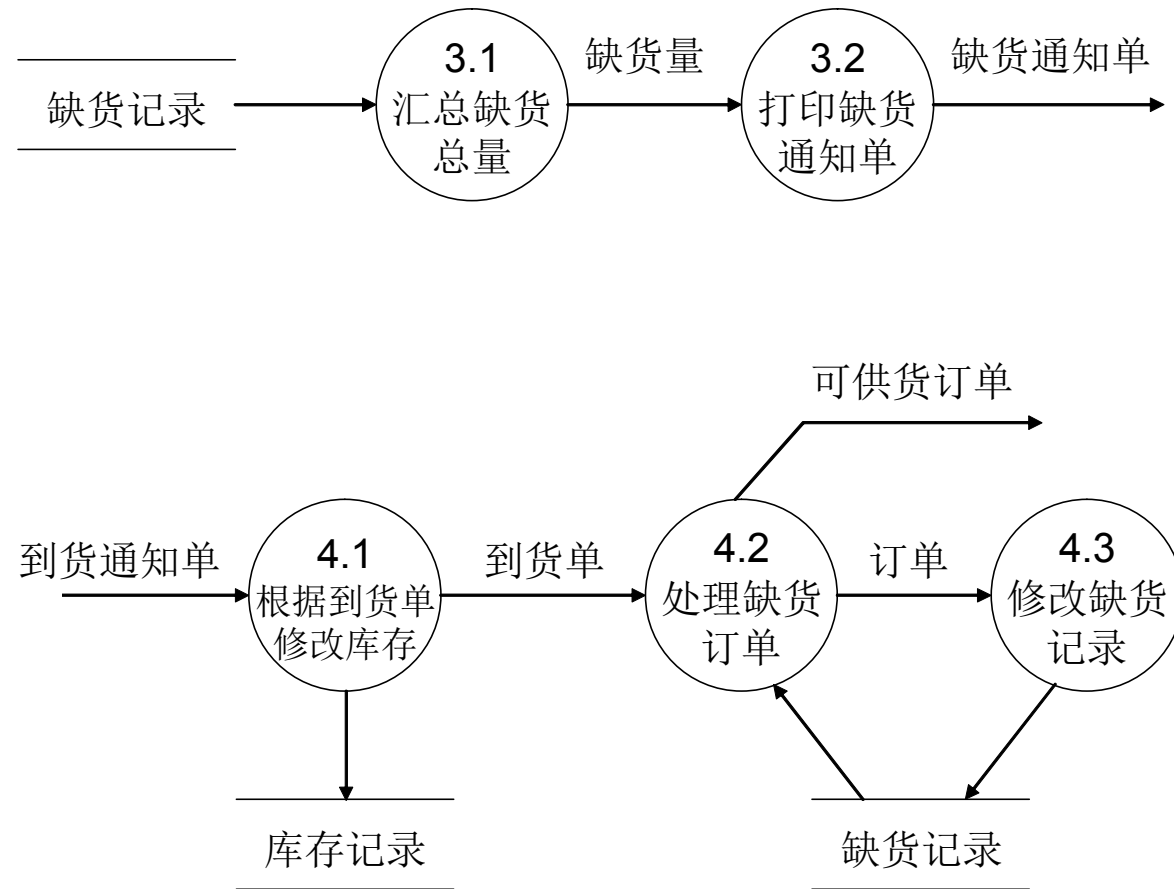 3.1
缺货量
3.2
缺货通知单
缺货记录
汇总缺货
总量
打印缺货
通知单
可供货订单
到货通知单
4.1
根据到货单
修改库存
到货单
4.2
处理缺货
订单
订单
4.3
修改缺货
记录
库存记录
缺货记录